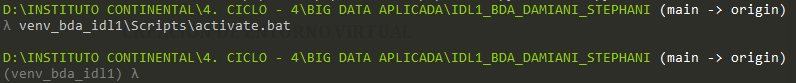 D:\INSTITUTO CONTINENTAL\4. CICLO - 4\BIG DATA APLICADA\IDL1_BDA_DAMIANI_STEPHANI (main -> origin)
λ venv_bda_idl1\Scripts\activate.bat
D:\INSTITUTO CONTINENTAL\4. CICLO - 4\BIG DATA APLICADA\IDL1_BDA_DAMIANI_STEPHANI (main -> origin)
(venv_bda_idl1) λ